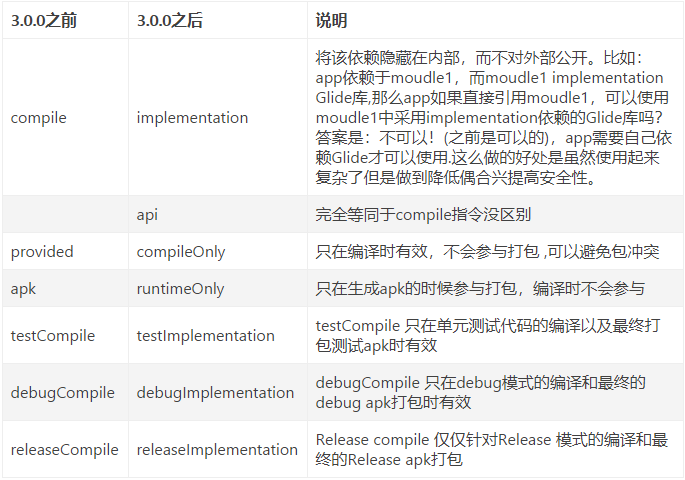 3.0.0之前 3.0.0之后 说明
将该依赖隐藏在内部，而不对外部公开。比如：
app依赖于moudle1，而moudle1 implementation
Glide库,那么app如果直接引用moudle1，可以使用
compile implementation moudle1中采用implementation依赖的Glide库吗?
答案是：不可以！(之前是可以的)，app需要自己依
赖Glide才可以使用.这么做的好处是虽然使用起来
复杂了但是做到降低偶合兴提高安全性。
api 完全等同于compile指令没区别
provided compileOnly 只在编译时有效，不会参与打包 ,可以避免包冲突
apk runtimeOnly 只在生成apk的时候参与打包，编译时不会参与
testCompile testImplementation testCompile 只在单元测试代码的编译以及最终打
包测试apk时有效
debugCompile debugImplementation debugCompile 只在debug模式的编译和最终的
debug apk打包时有效
releaseCompile releaseImplementation Release compile 仅仅针对Release 模式的编译和最
终的Release apk打包